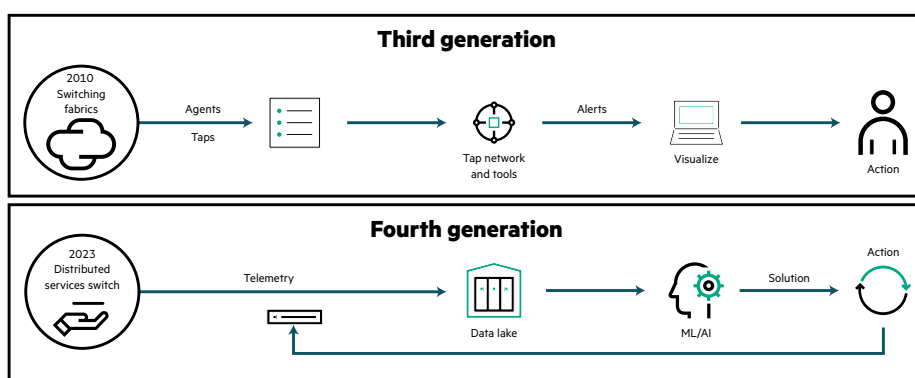 Third generation
2010
Switching
fabrics
Agents
Taps
Tap network
and tools
Alerts
Visualize
Action
Fourth generation
2023
Distributed
services switch
Telemetry
Data lake
ML/AI
Solution
Action